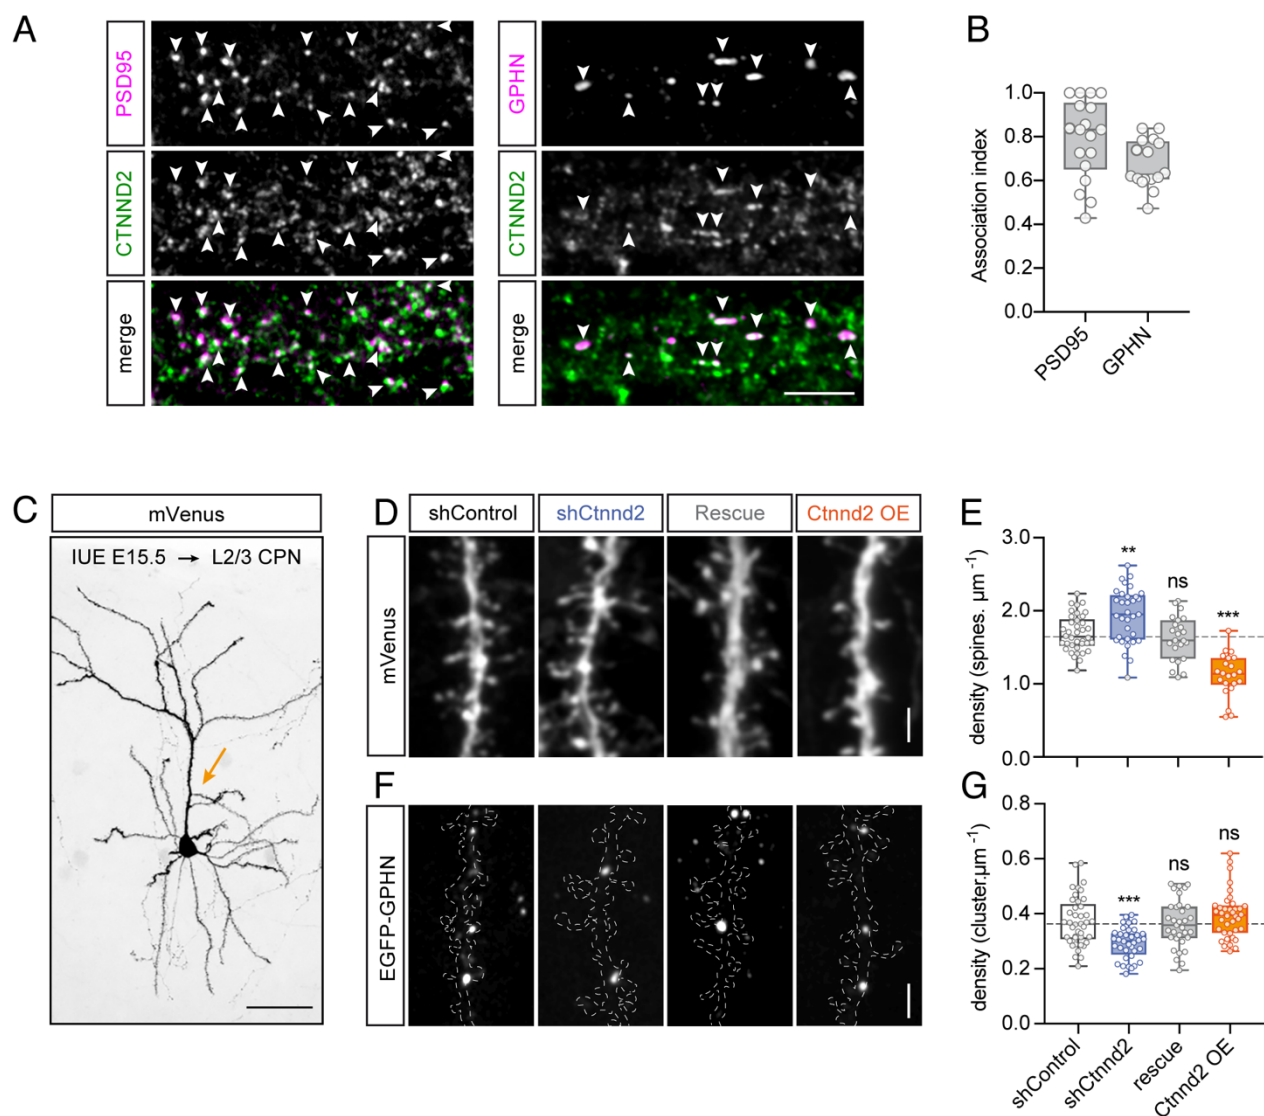 A
PSD95
CTNND2
merge
GPHN
CTNND2
merge
B
Association index
1.0
0.8
0.6
0.4
0.2
0.0
PSD95
GPHN
C
mVenus
IUE E15.5 → L2/3 CPN
D
shControl
shCtnnd2
Rescue
Ctnnd2 OE
mVenus
E
density (spines. µm -1)
3.0
2.0
1.0
0.0
**
ns
***
F
EGFP-GPHN
G
density (cluster.µm-1)
0.8
0.6
0.4
0.2
0.0
***
ns
ns
shControl
shCtnnd2
rescue
Ctnnd2 OE